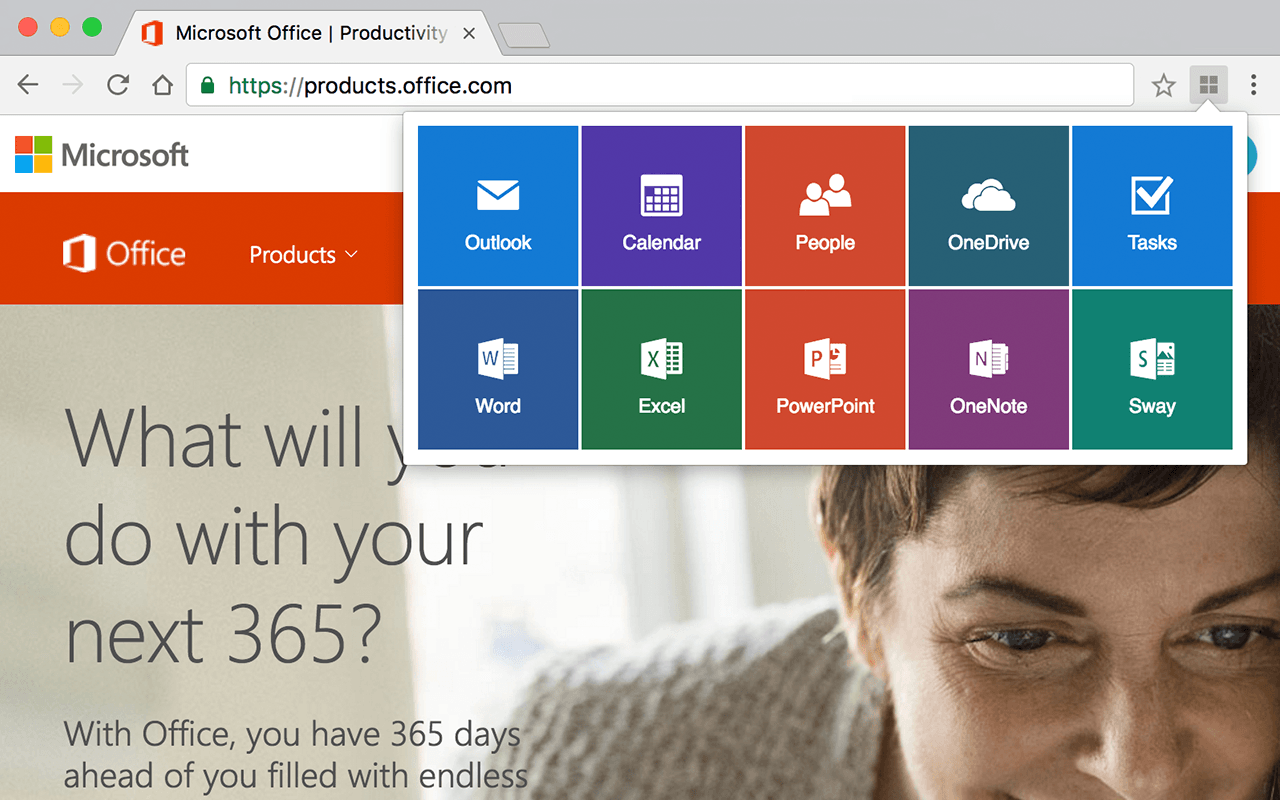 Microsoft Office | Productivity
https://products.office.com
Microsoft
Office
Products
Outlook
Calendar
People
OneDrive
Tasks
W
X
P
N
S
Word
Excel
PowerPoint
OneNote
Sway
What will you
do with your
next 365?
With Office, you have 365 days
ahead of you filled with endless